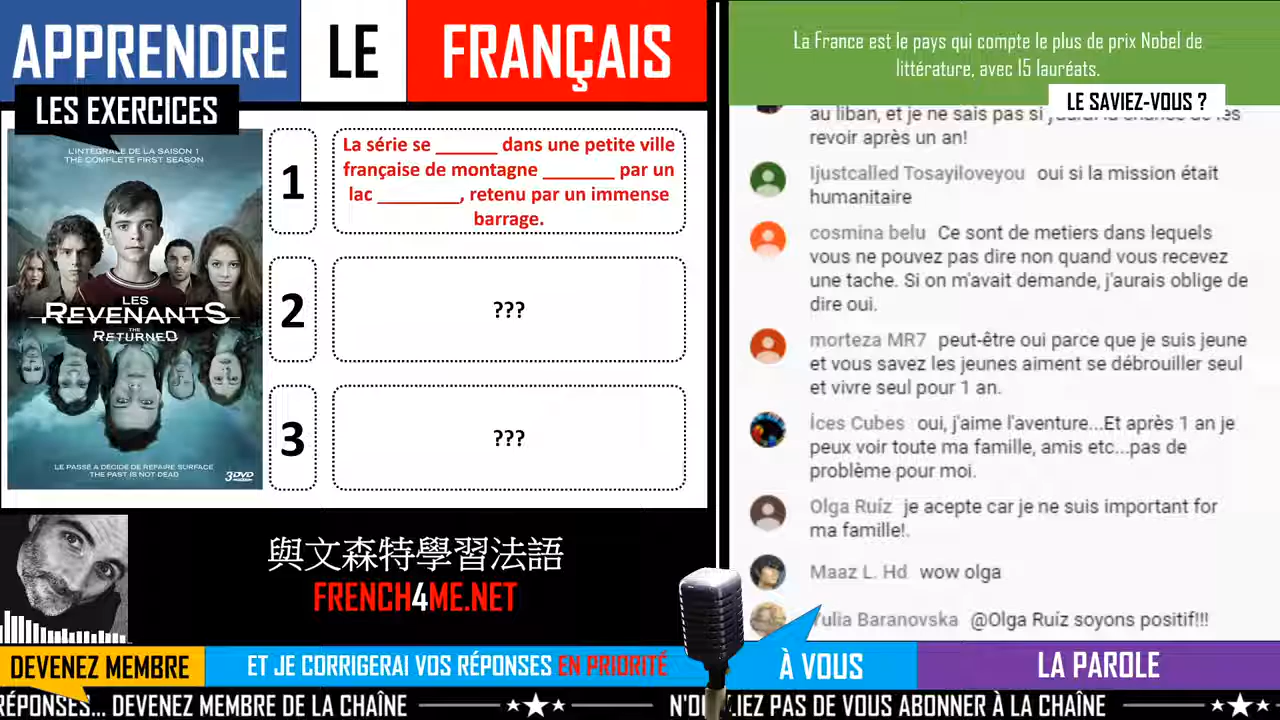 APPRENDRE LE FRANÇAIS
LES EXERCICES
L'INTÉGRALE DE LA SAISON 1
THE COMPLETE FIRST SEASON
LES
REVENANTS
THE
RETURNED
LE PASSÉ A DÉCIDÉ DE REFAIRE SURFACE
THE PAST IS NOT DEAD
3DVD
1
La série se ______ dans une petite ville
française de montagne _______ par un
lac ________, retenu par un immense
barrage.
2
???
3
???
與文森特學習法語
FRENCH4ME.NET
La France est le pays qui compte le plus de prix Nobel de
littérature, avec 15 lauréats.
LE SAVIEZ-VOUS ?
au liban, et je ne sais pas si j'aurai la chance de les
revoir après un an!
Ijustcalled Tosayiloveyou oui si la mission était
humanitaire
cosmina belu Ce sont de metiers dans lequels
vous ne pouvez pas dire non quand vous recevez
une tache. Si on m'avait demande, j'aurais oblige de
dire oui.
morteza MR7 peut-être oui parce que je suis jeune
et vous savez les jeunes aiment se débrouiller seul
et vivre seul pour 1 an.
İces Cubes oui, j'aime l'aventure...Et après 1 an je
peux voir toute ma famille, amis etc...pas de
problème pour moi.
Olga Ruíz je acepte car je ne suis important for
ma famille!.
Maaz L. Hd wow olga
Yulia Baranovska @Olga Ruíz soyons positif!!!
DEVENEZ MEMBRE
ET JE CORRIGERAI VOS RÉPONSES EN PRIORITÉ
À VOUS
LA PAROLE
RÉPONSES... DEVENEZ MEMBRE DE LA CHAÎNE
N'OUBLIEZ PAS DE VOUS ABONNER À LA CHAÎNE